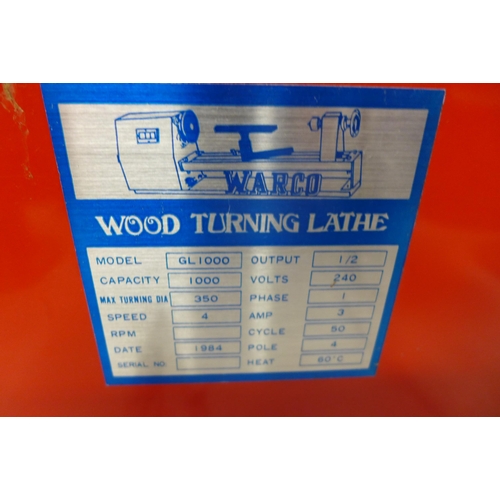 WARCO
WOOD TURNING LATHE
MODEL GL1000 OUTPUT 1/2
CAPACITY 1000 VOLTS 240
MAX TURNING DIA 350 PHASE 1
SPEED 4 AMP 3
RPM CYCLE 50
DATE 1984 POLE 4
SERIAL NO HEAT 60°C